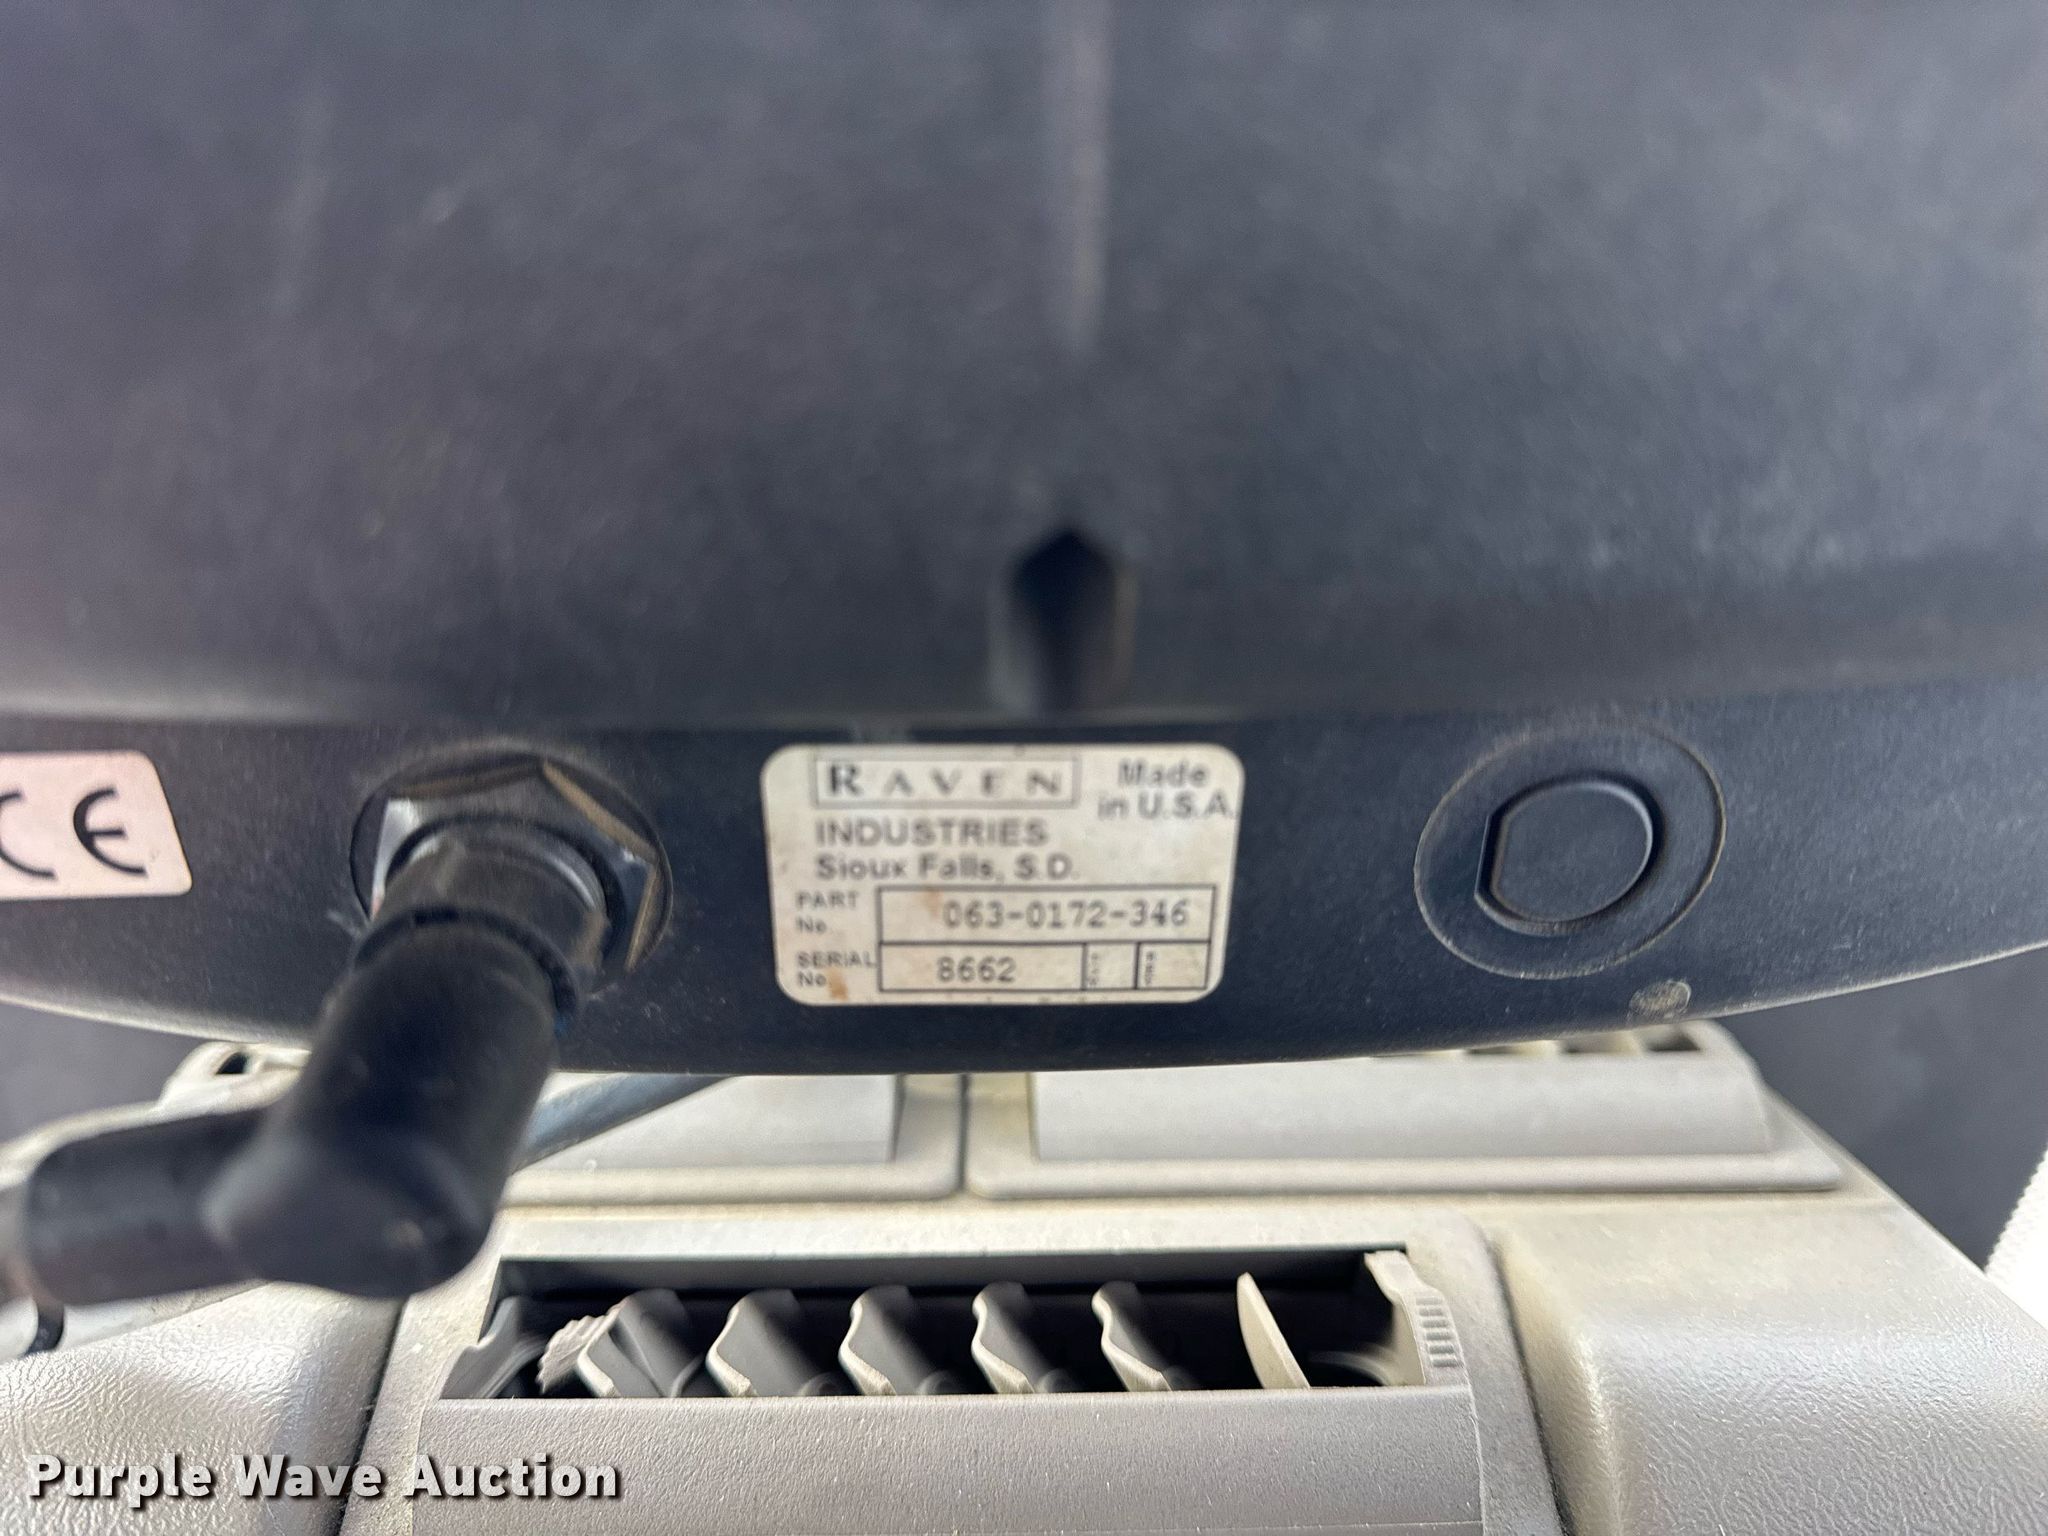 CE
RAVEN
Made
in U.S.A.
INDUSTRIES
Sioux Falls, S.D.
PART
No.
063-0172-346
SERIAL
No.
8662
Purple Wave Auction